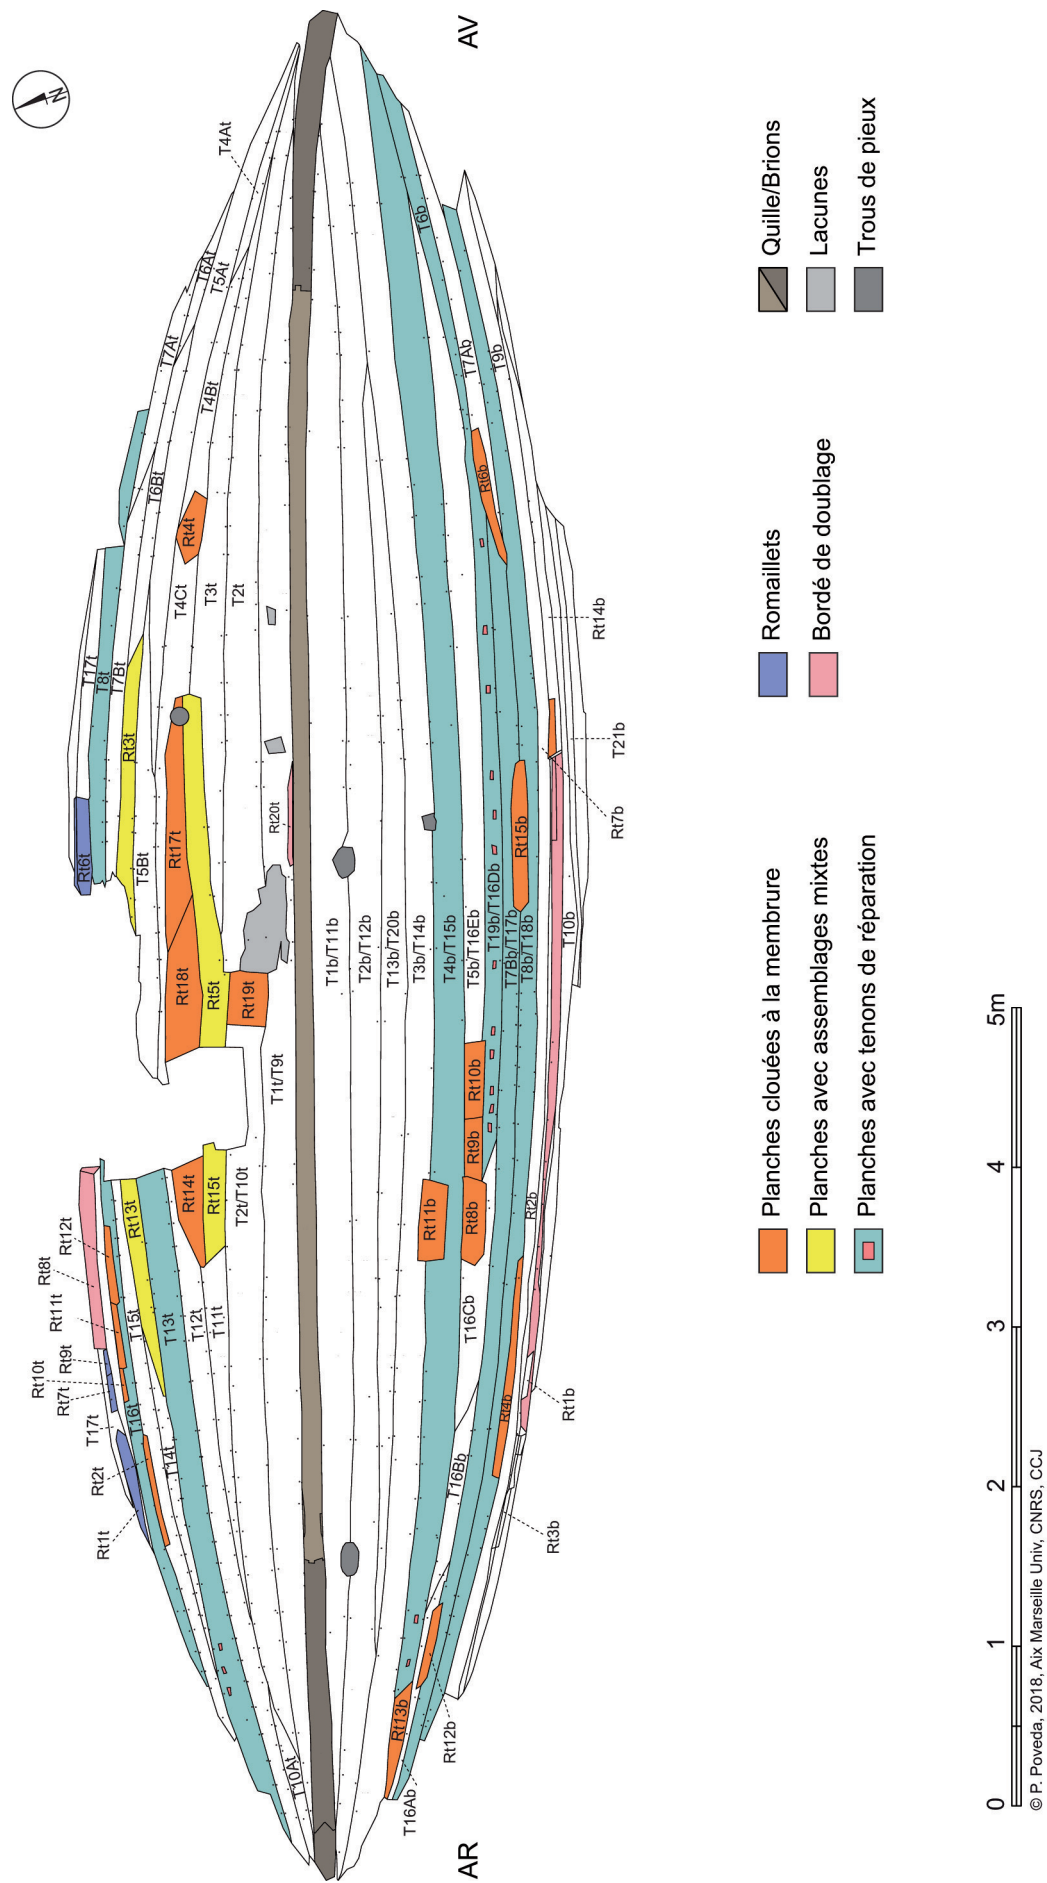 N
AV
AR
T4At
T6At
T5At
T7At
T4Bt
T6Bt
Rt4t
T4Ct
T3t
T2t
T17t
T8t
T7Bt
Rt3t
Rt6t
T5Bt
Rt17t
Rt20t
Rt18t
Rt5t
Rt19t
T1t/T9t
Rt12t
Rt8t
Rt11t
Rt9t
Rt10t
Rt7t
T17t
Rt2t
Rt1t
Rt13t
Rt14t
Rt15t
T2t/T10t
T15t
T13t
T12t
T11t
T16t
T14t
T10At
T1b/T11b
T2b/T12b
T13b/T20b
T3b/T14b
T4b/T15b
T5b/T16Eb
T19b/T16Db
T7Bb/T17b
T8b/T18b
T10b
T6b
T7Ab
T9b
Rt6b
Rt14b
T21b
Rt7b
Rt15b
Rt10b
Rt9b
Rt8b
Rt11b
Rt2b
T16Cb
Rt4b
Rt1b
T16Bb
Rt3b
Rt13b
Rt12b
T16Ab
Planches clouées à la membrure
Planches avec assemblages mixtes
Planches avec tenons de réparation
Romaillets
Bordé de doublage
Quille/Brions
Lacunes
Trous de pieux
0 1 2 3 4 5m
© P. Poveda, 2018, Aix Marseille Univ, CNRS, CCJ